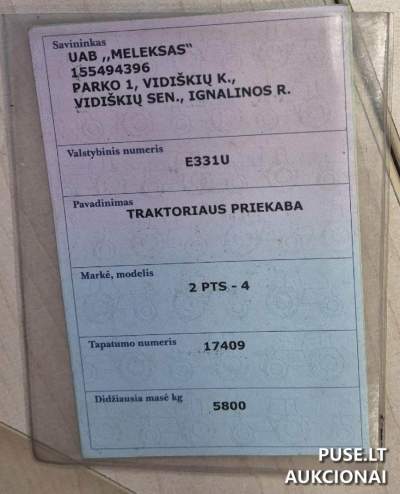 Savininkas
UAB ,,MELEKSAS"
155494396
PARKO 1, VIDIŠKIŲ K.,
VIDIŠKIŲ SEN., IGNALINOS R.
Valstybinis numeris
E331U
Pavadinimas
TRAKTORIAUS PRIEKABA
Markė, modelis
2 PTS - 4
Tapatumo numeris 17409
Didžiausia masė kg
5800
PUSE.LT
AUKCIONAI